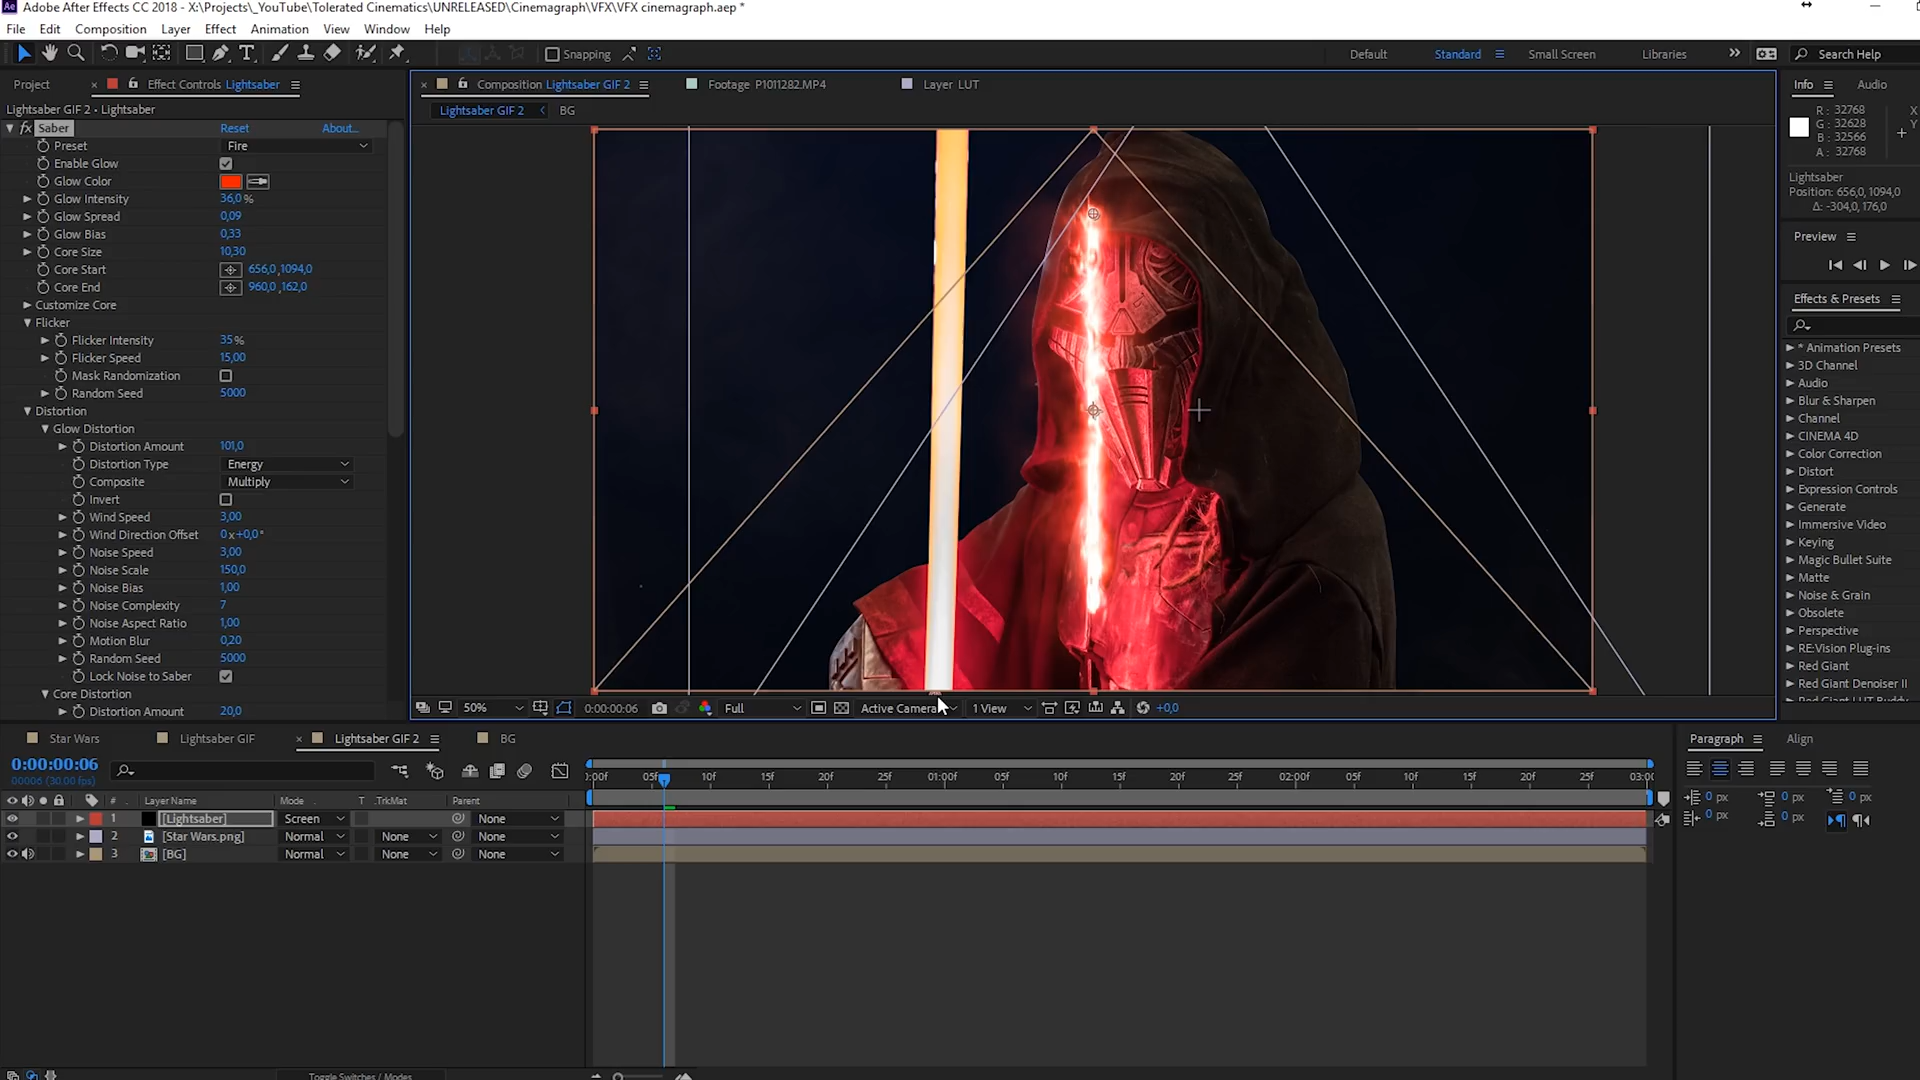 Adobe After Effects CC 2018 - X:\Projects\_YouTube\Tolerated Cinematics\UNRELEASED\Cinemagraph\VFX\VFX cinemagraph.aep *
File Edit Composition Layer Effect Animation View Window Help
Snapping Default Standard Small Screen Libraries Search Help
Project Effect Controls Lightsaber
Composition Lightsaber GIF 2 Footage P1011282.MP4 Layer LUT
Info Audio
Lightsaber GIF 2 • Lightsaber
Lightsaber GIF 2 BG
fx Saber Reset About...
Preset Fire
Enable Glow
Glow Color
Glow Intensity 36,0%
Glow Spread 0,09
Glow Bias 0,33
Core Size 10,30
Core Start 656,0,1094,0
Core End 960,0,162,0
Customize Core
Flicker
Flicker Intensity 35%
Flicker Speed 15,00
Mask Randomization
Random Seed 5000
Distortion
Glow Distortion
Distortion Amount 101,0
Distortion Type Energy
Composite Multiply
Invert
Wind Speed 3,00
Wind Direction Offset 0x+0,0°
Noise Speed 3,00
Noise Scale 150,0
Noise Bias 1,00
Noise Complexity 7
Noise Aspect Ratio 1,00
Motion Blur 0,20
Random Seed 5000
Lock Noise to Saber
Core Distortion
Distortion Amount 20,0
R: 32768 X
G: 32628 Y
B: 32566
A: 32768
Lightsaber
Position: 656,0, 1094,0
Δ: -304,0, 176,0
Preview
Effects & Presets
* Animation Presets
3D Channel
Audio
Blur & Sharpen
Channel
CINEMA 4D
Color Correction
Distort
Expression Controls
Generate
Immersive Video
Keying
Magic Bullet Suite
Matte
Noise & Grain
Obsolete
Perspective
RE:Vision Plug-ins
Red Giant
Red Giant Denoiser II
Red Giant LUT Buddy
50% 0:00:00:06 Full Active Camera 1 View +0,0
Star Wars Lightsaber GIF Lightsaber GIF 2 BG
0:00:00:06
00006 (30.00 fps)
:00f 05f 10f 15f 20f 25f 01:00f 05f 10f 15f 20f 25f 02:00f 05f 10f 15f 20f 25f 03:00
# Layer Name Mode T .TrkMat Parent
1 [Lightsaber] Screen None
2 [Star Wars.png] Normal None None
3 [BG] Normal None None
Toggle Switches / Modes
Paragraph Align
0 px 0 px 0 px
0 px 0 px